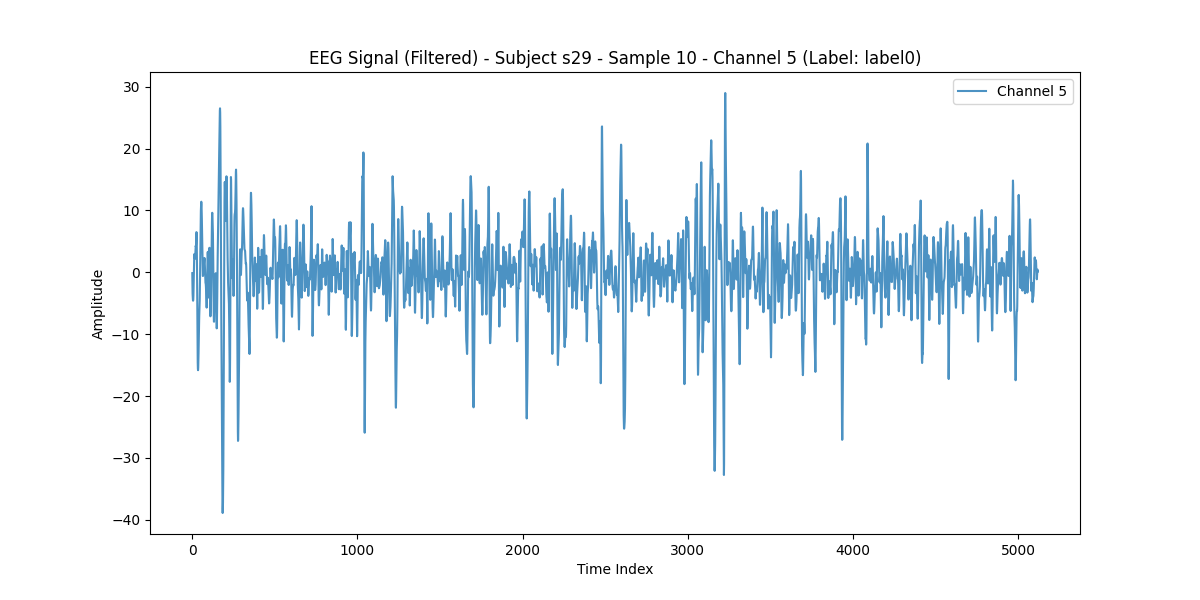 EEG Signal (Filtered) - Subject s29 - Sample 10 - Channel 5 (Label: label0)
Channel 5
30
20
10
0
−10
−20
−30
−40
Amplitude
0 1000 2000 3000 4000 5000
Time Index